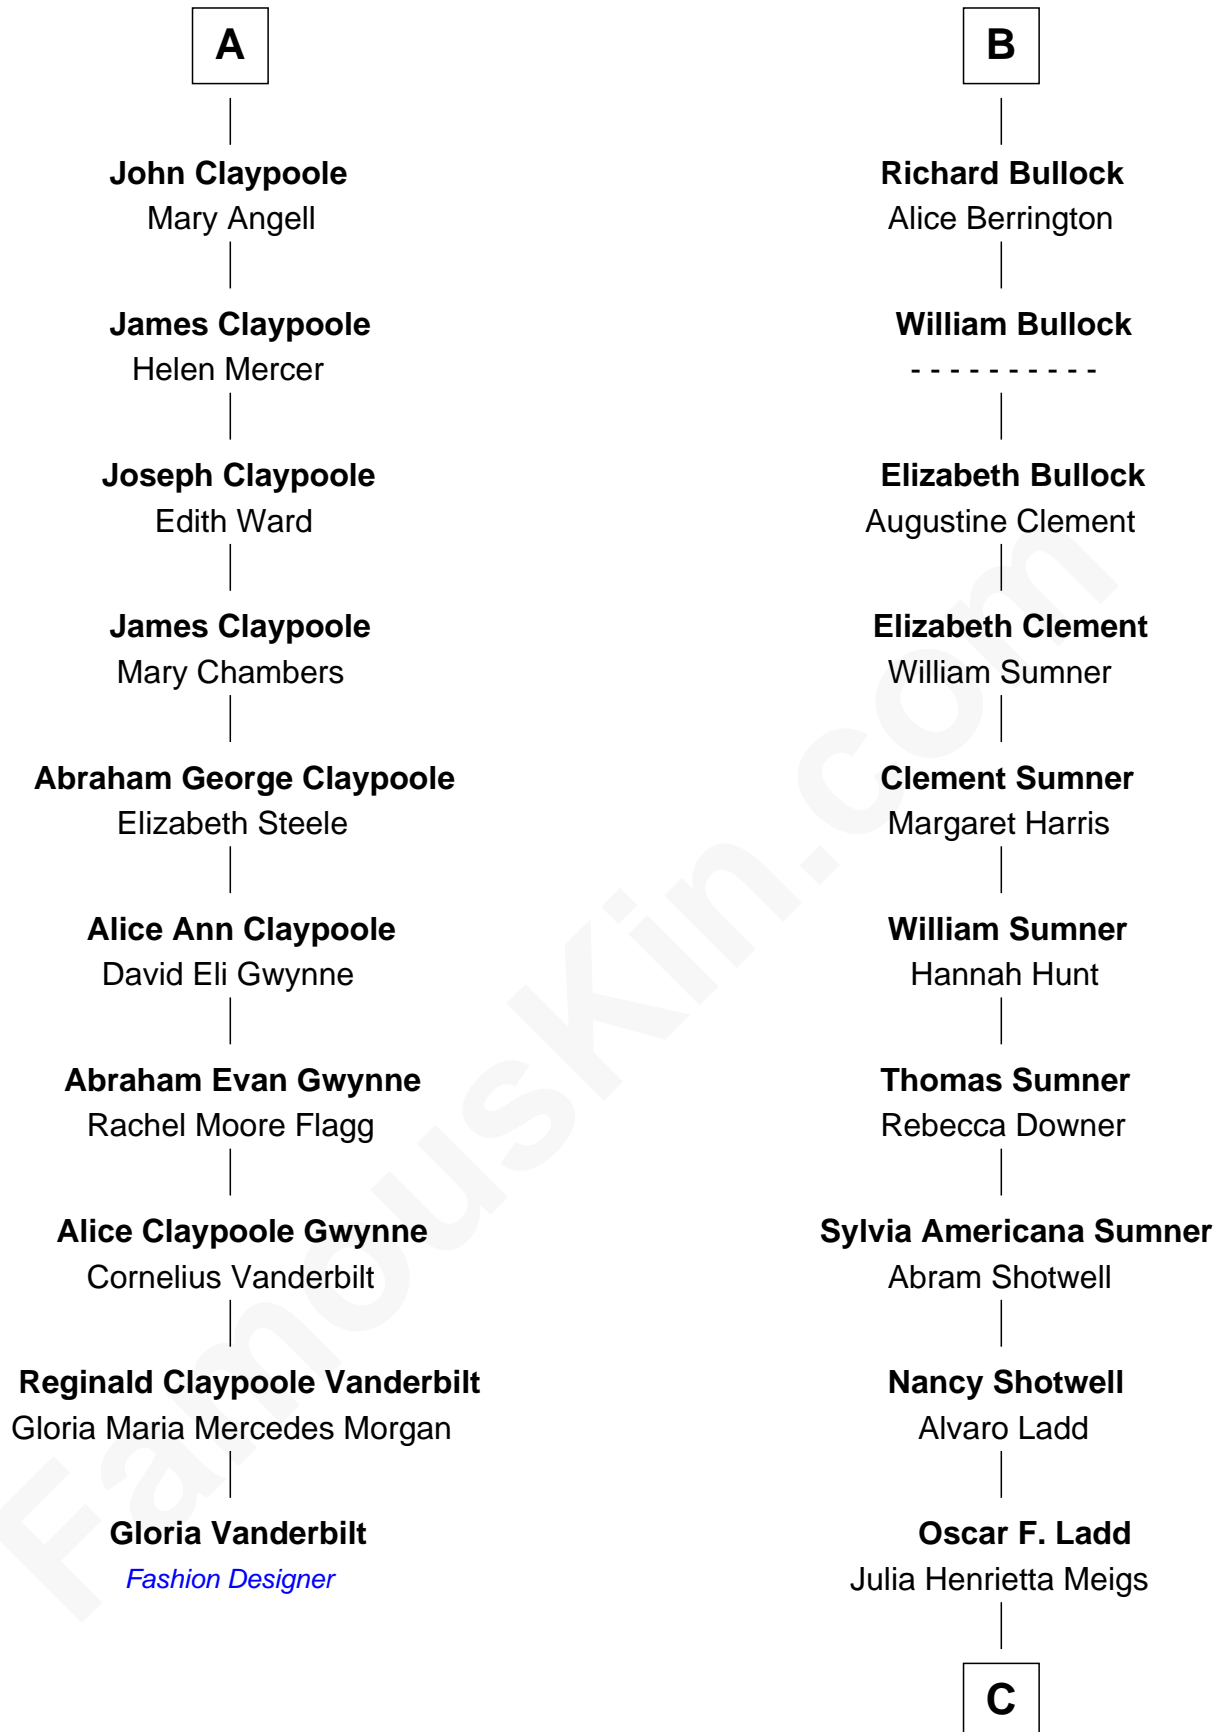 A
John Claypoole
Mary Angell
James Claypoole
Helen Mercer
Joseph Claypoole
Edith Ward
James Claypoole
Mary Chambers
Abraham George Claypoole
Elizabeth Steele
Alice Ann Claypoole
David Eli Gwynne
Abraham Evan Gwynne
Rachel Moore Flagg
Alice Claypoole Gwynne
Cornelius Vanderbilt
Reginald Claypoole Vanderbilt
Gloria Maria Mercedes Morgan
Gloria Vanderbilt
Fashion Designer
B
Richard Bullock
Alice Berrington
William Bullock
- - - - - - - - - -
Elizabeth Bullock
Augustine Clement
Elizabeth Clement
William Sumner
Clement Sumner
Margaret Harris
William Sumner
Hannah Hunt
Thomas Sumner
Rebecca Downer
Sylvia Americana Sumner
Abram Shotwell
Nancy Shotwell
Alvaro Ladd
Oscar F. Ladd
Julia Henrietta Meigs
C
FamousKin.com